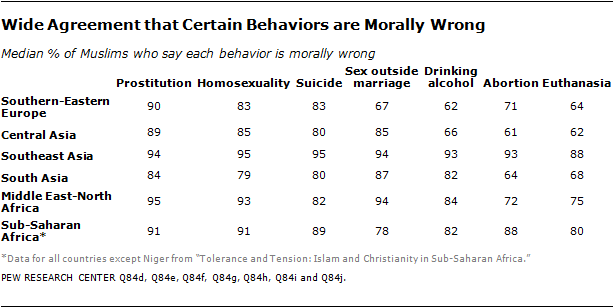 Wide Agreement that Certain Behaviors are Morally Wrong
Median % of Muslims who say each behavior is morally wrong
Prostitution Homosexuality Suicide Sex outside marriage Drinking alcohol Abortion Euthanasia
Southern-Eastern Europe 90 83 83 67 62 71 64
Central Asia 89 85 80 85 66 61 62
Southeast Asia 94 95 95 94 93 93 88
South Asia 84 79 80 87 82 64 68
Middle East-North Africa 95 93 82 94 84 72 75
Sub-Saharan Africa* 91 91 89 78 82 88 80
*Data for all countries except Niger from “Tolerance and Tension: Islam and Christianity in Sub-Saharan Africa.”
PEW RESEARCH CENTER Q84d, Q84e, Q84f, Q84g, Q84h, Q84i and Q84j.